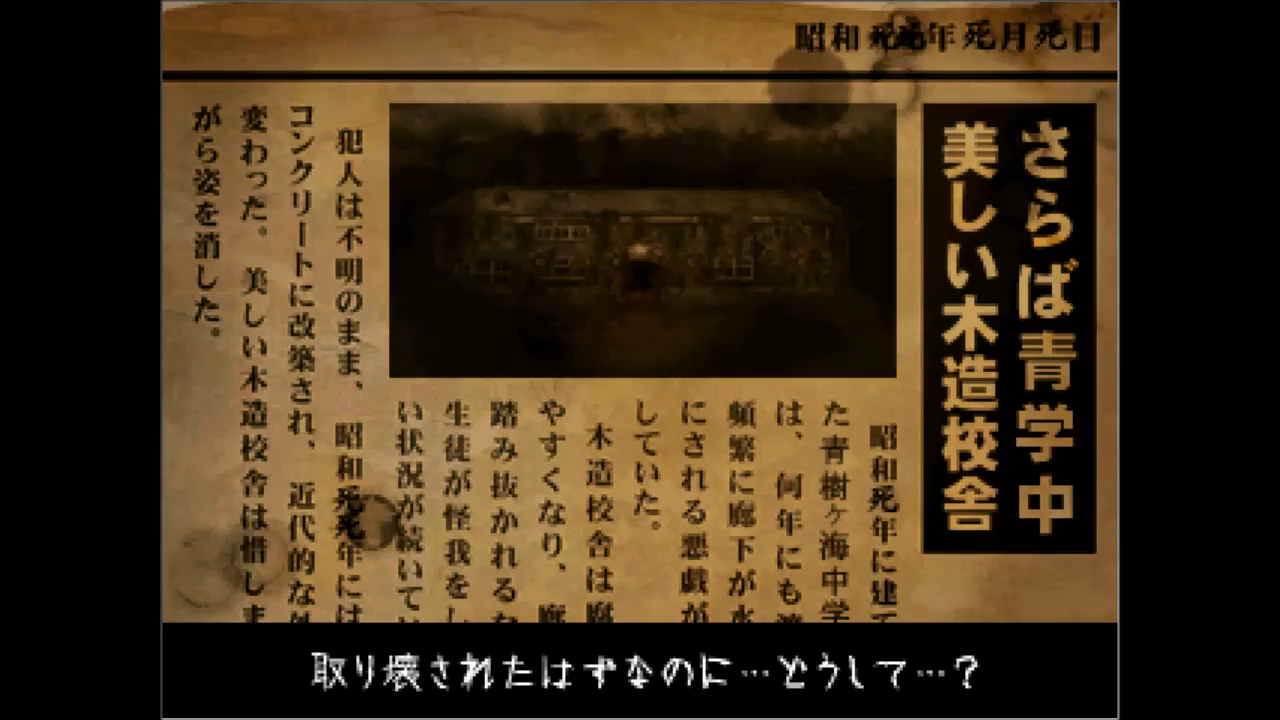 昭和死死年死月死日
さらば青学中
美しい木造校舎
昭和死年に建て
た青樹ヶ海中学
は、何年にも
頻繁に廊下が水
にされる悪戯が
していた。
木造校舎は腐
やすくなり、
踏み抜かれる
生徒が怪我をし
い状況が続いて
犯人は不明のまま、昭和死死年には
コンクリートに改築され、近代的な外
変わった。美しい木造校舎は惜しま
がら姿を消した。
取り壊されたはずなのに…どうして…?